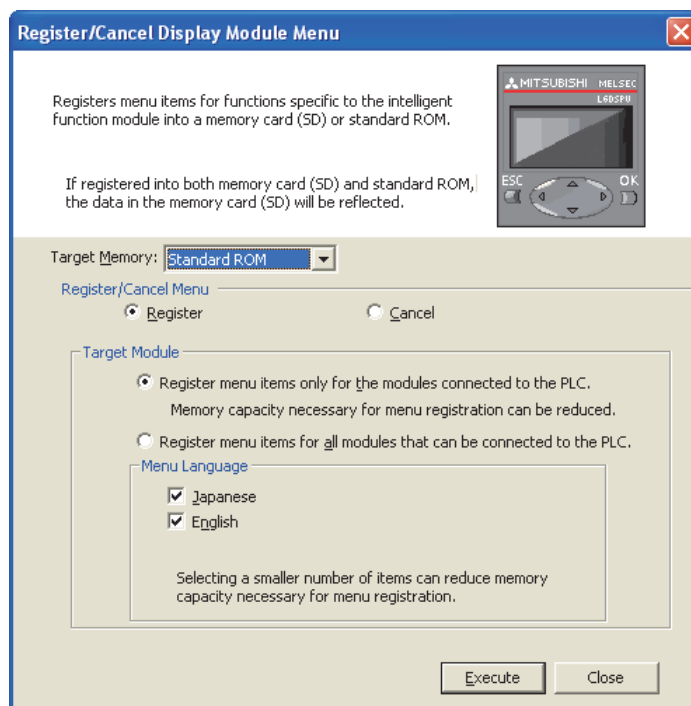 Register/Cancel Display Module Menu
MITSUBISHI MELSEC
L6DSPU
Registers menu items for functions specific to the intelligent
function module into a memory card (SD) or standard ROM.
If registered into both memory card (SD) and standard ROM,
the data in the memory card (SD) will be reflected.
ESC OK
Target Memory: Standard ROM
Register/Cancel Menu
Register Cancel
Target Module
Register menu items only for the modules connected to the PLC.
Memory capacity necessary for menu registration can be reduced.
Register menu items for all modules that can be connected to the PLC.
Menu Language
Japanese
English
Selecting a smaller number of items can reduce memory
capacity necessary for menu registration.
Execute Close